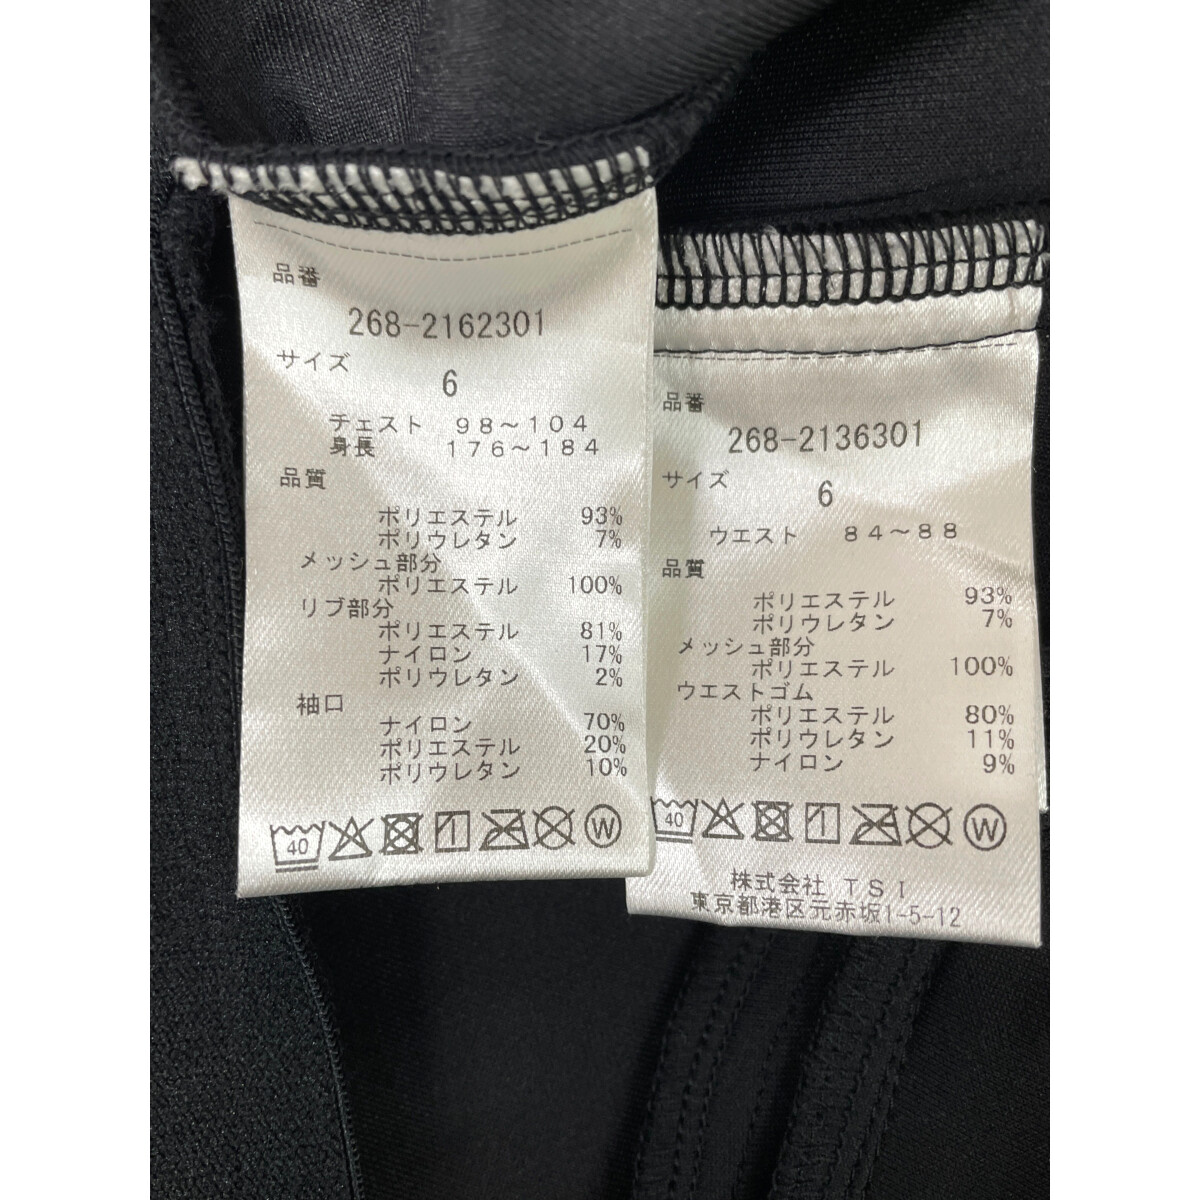 品番
268-2162301
サイズ
6
チェスト 98～104
身長 176～184
品質
ポリエステル 93%
ポリウレタン 7%
メッシュ部分
ポリエステル 100%
リブ部分
ポリエステル 81%
ナイロン 17%
ポリウレタン 2%
袖口
ナイロン 70%
ポリエステル 20%
ポリウレタン 10%
40
W
品番
268-2136301
サイズ
6
ウエスト 84～88
品質
ポリエステル 93%
ポリウレタン 7%
メッシュ部分
ポリエステル 100%
ウエストゴム
ポリエステル 80%
ポリウレタン 11%
ナイロン 9%
40
W
株式会社 TSI
東京都港区元赤坂1-5-12